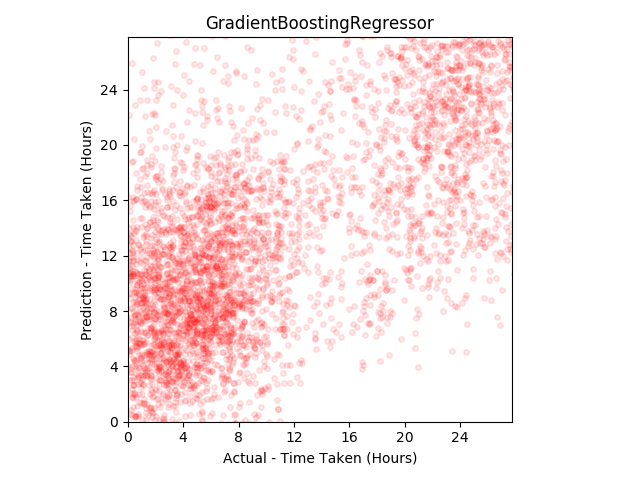 GradientBoostingRegressor
Prediction - Time Taken (Hours)
24
20
16
12
8
4
0
0 4 8 12 16 20 24
Actual - Time Taken (Hours)